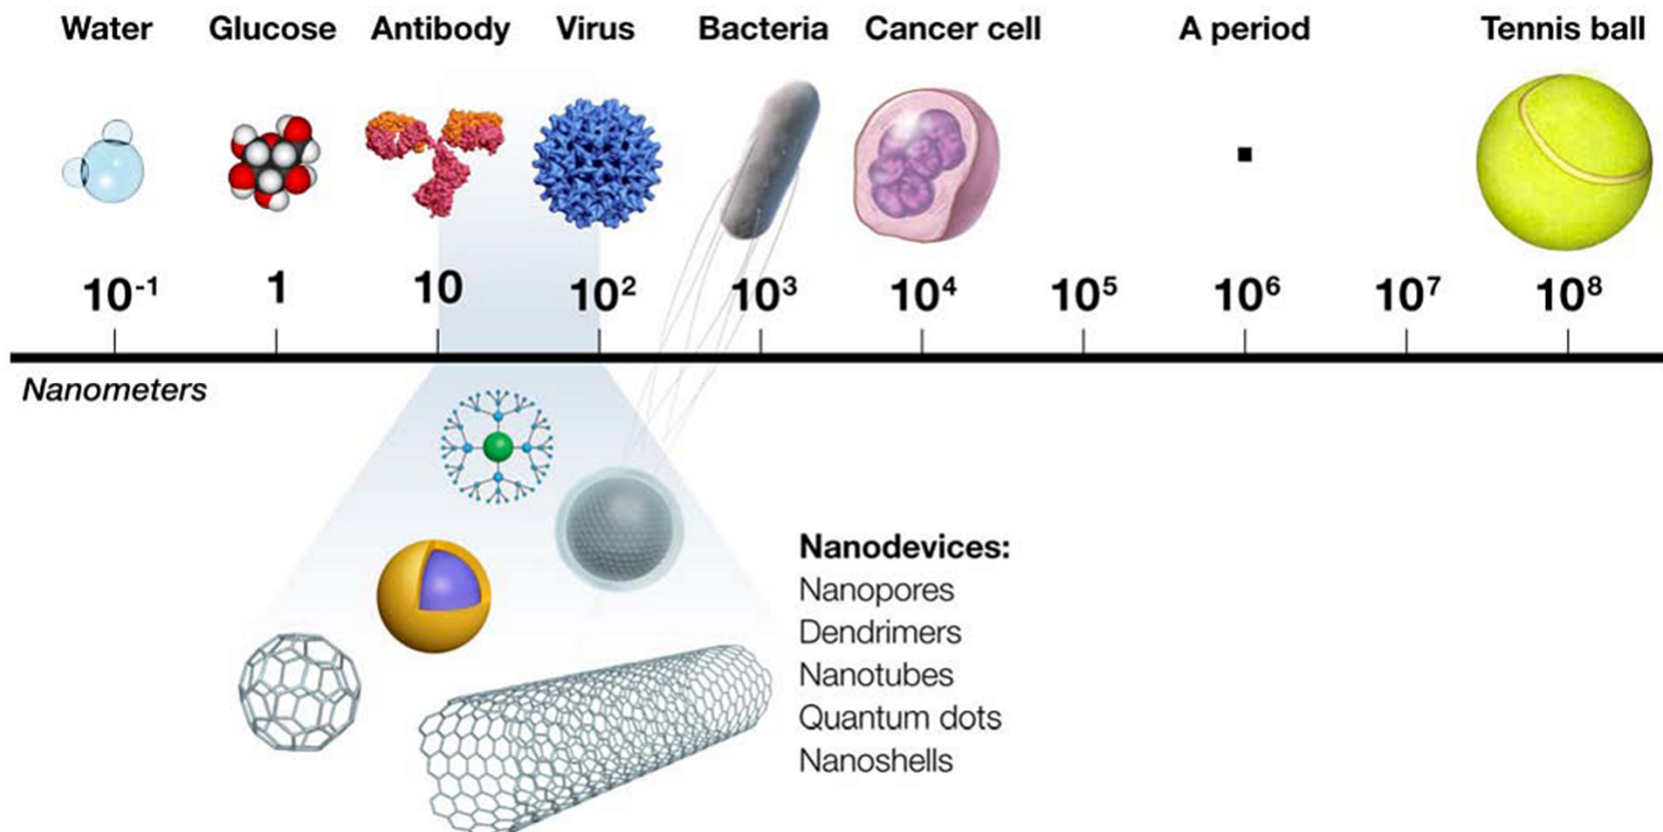 Water Glucose Antibody Virus Bacteria Cancer cell A period Tennis ball
10⁻¹ 1 10 10² 10³ 10⁴ 10⁵ 10⁶ 10⁷ 10⁸
Nanometers
Nanodevices:
Nanopores
Dendrimers
Nanotubes
Quantum dots
Nanoshells